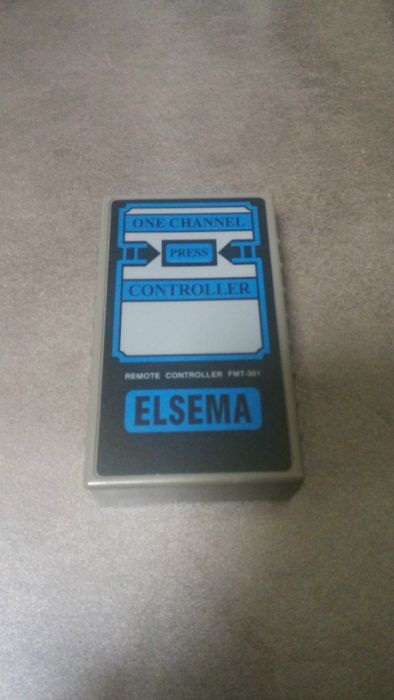 ONE CHANNEL
PRESS
CONTROLLER
REMOTE CONTROLLER FMT-301
ELSEMA